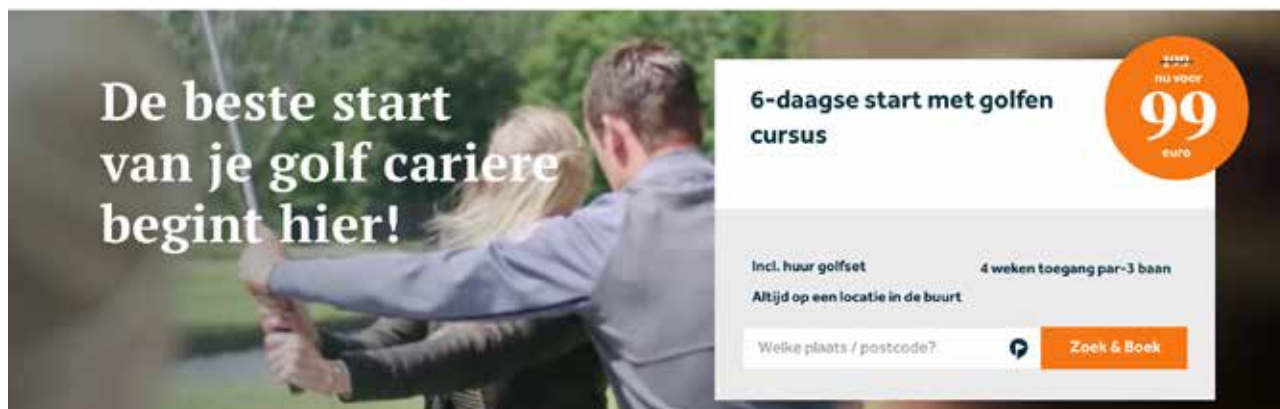 De beste start
van je golf cariere
begint hier!
6-daagse start met golfen
cursus
199
nu voor
99
euro
Incl. huur golfset
4 weken toegang par-3 baan
Altijd op een locatie in de buurt
Welke plaats / postcode?
Zoek & Boek